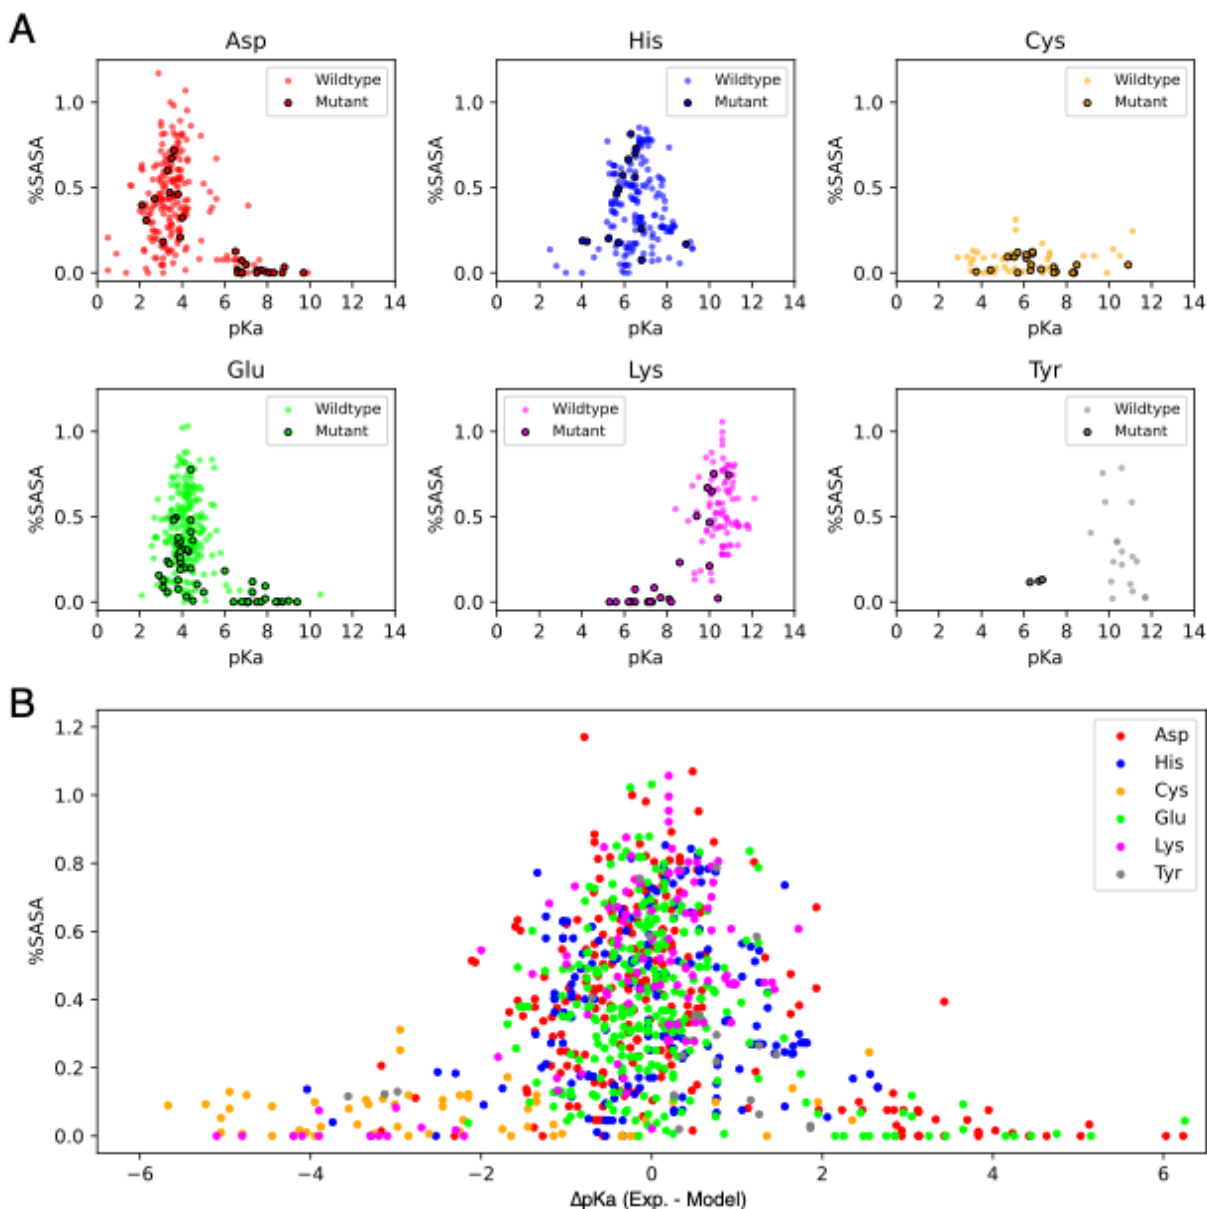 A
Asp
His
Cys
Wildtype
Mutant
Wildtype
Mutant
Wildtype
Mutant
%SASA
%SASA
%SASA
1.0
0.5
0.0
1.0
0.5
0.0
1.0
0.5
0.0
0 2 4 6 8 10 12 14
0 2 4 6 8 10 12 14
0 2 4 6 8 10 12 14
pKa
pKa
pKa
Glu
Lys
Tyr
Wildtype
Mutant
Wildtype
Mutant
Wildtype
Mutant
%SASA
%SASA
%SASA
1.0
0.5
0.0
1.0
0.5
0.0
1.0
0.5
0.0
0 2 4 6 8 10 12 14
0 2 4 6 8 10 12 14
0 2 4 6 8 10 12 14
pKa
pKa
pKa
B
%SASA
1.2
1.0
0.8
0.6
0.4
0.2
0.0
Asp
His
Cys
Glu
Lys
Tyr
−6 −4 −2 0 2 4 6
ΔpKa (Exp. - Model)